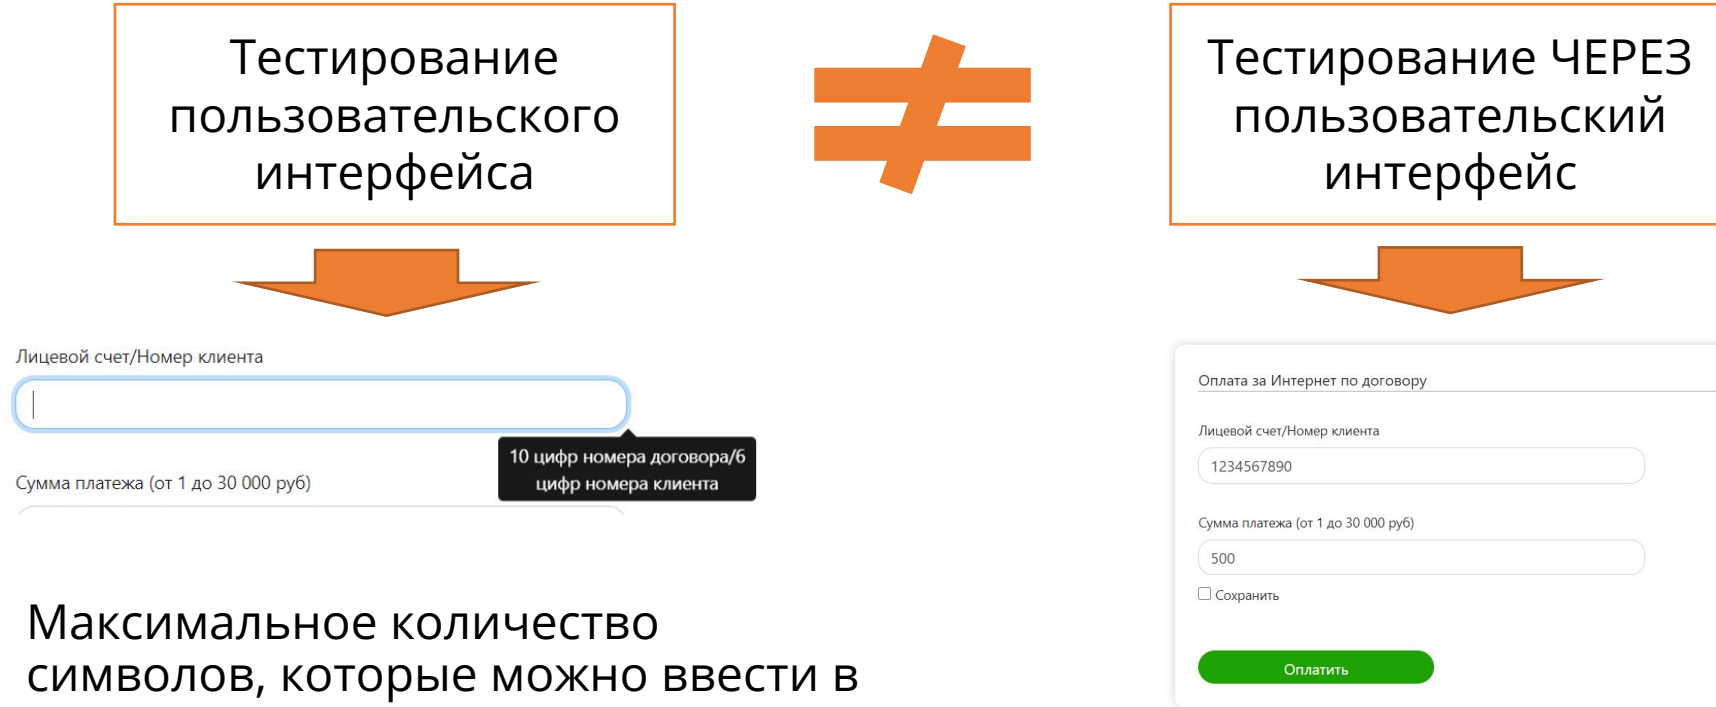 Тестирование
пользовательского
интерфейса
Тестирование ЧЕРЕЗ
пользовательский
интерфейс
Лицевой счет/Номер клиента
10 цифр номера договора/6
цифр номера клиента
Сумма платежа (от 1 до 30 000 руб)
Максимальное количество
символов, которые можно ввести в
Оплата за Интернет по договору
Лицевой счет/Номер клиента
1234567890
Сумма платежа (от 1 до 30 000 руб)
500
Сохранить
Оплатить